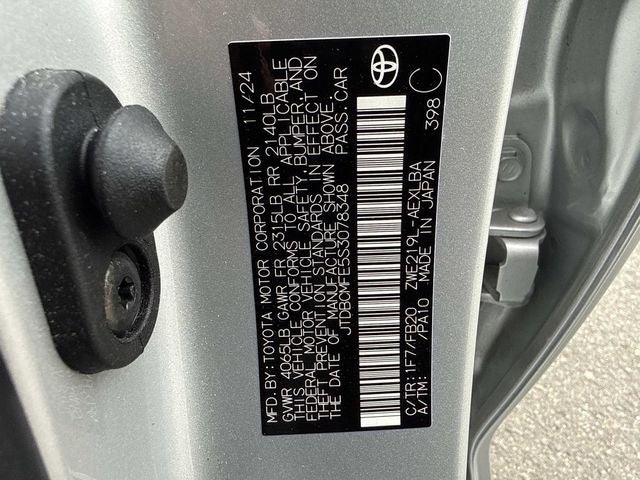 MFD. BY: TOYOTA MOTOR CORPORATION 11/24
GVWR 4065LB GAWR FR 2315LB RR 2140LB
THIS VEHICLE CONFORMS TO ALL APPLICABLE
FEDERAL MOTOR VEHICLE SAFETY, BUMPER, AND
THEFT PREVENTION STANDARDS IN EFFECT ON
THE DATE OF MANUFACTURE SHOWN ABOVE.
JTDBCMFE5S3078348 PASS. CAR
C/TR: 1F7/FB20 ZWE219L-AEXLBA
A/TM: /PA10 MADE IN JAPAN
398 C